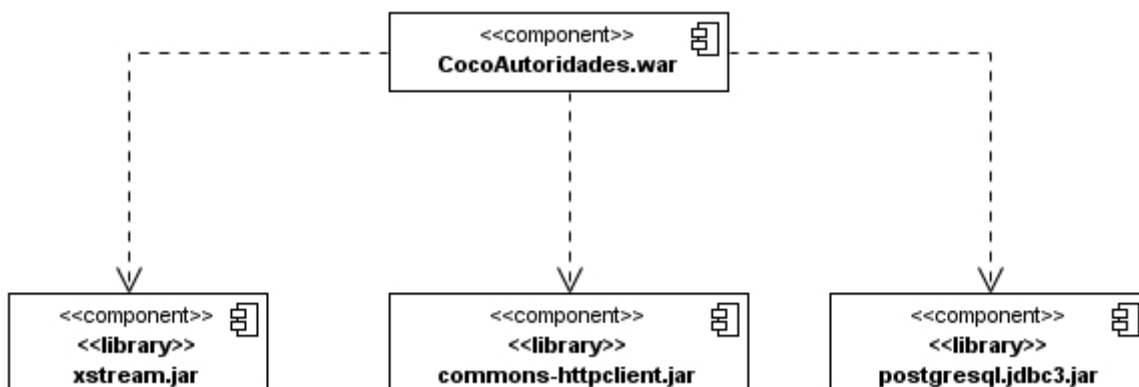 <<component>>
CocoAutoridades.war
<<component>>
<<library>>
xstream.jar
<<component>>
<<library>>
commons-httpclient.jar
<<component>>
<<library>>
postgresql.jdbc3.jar